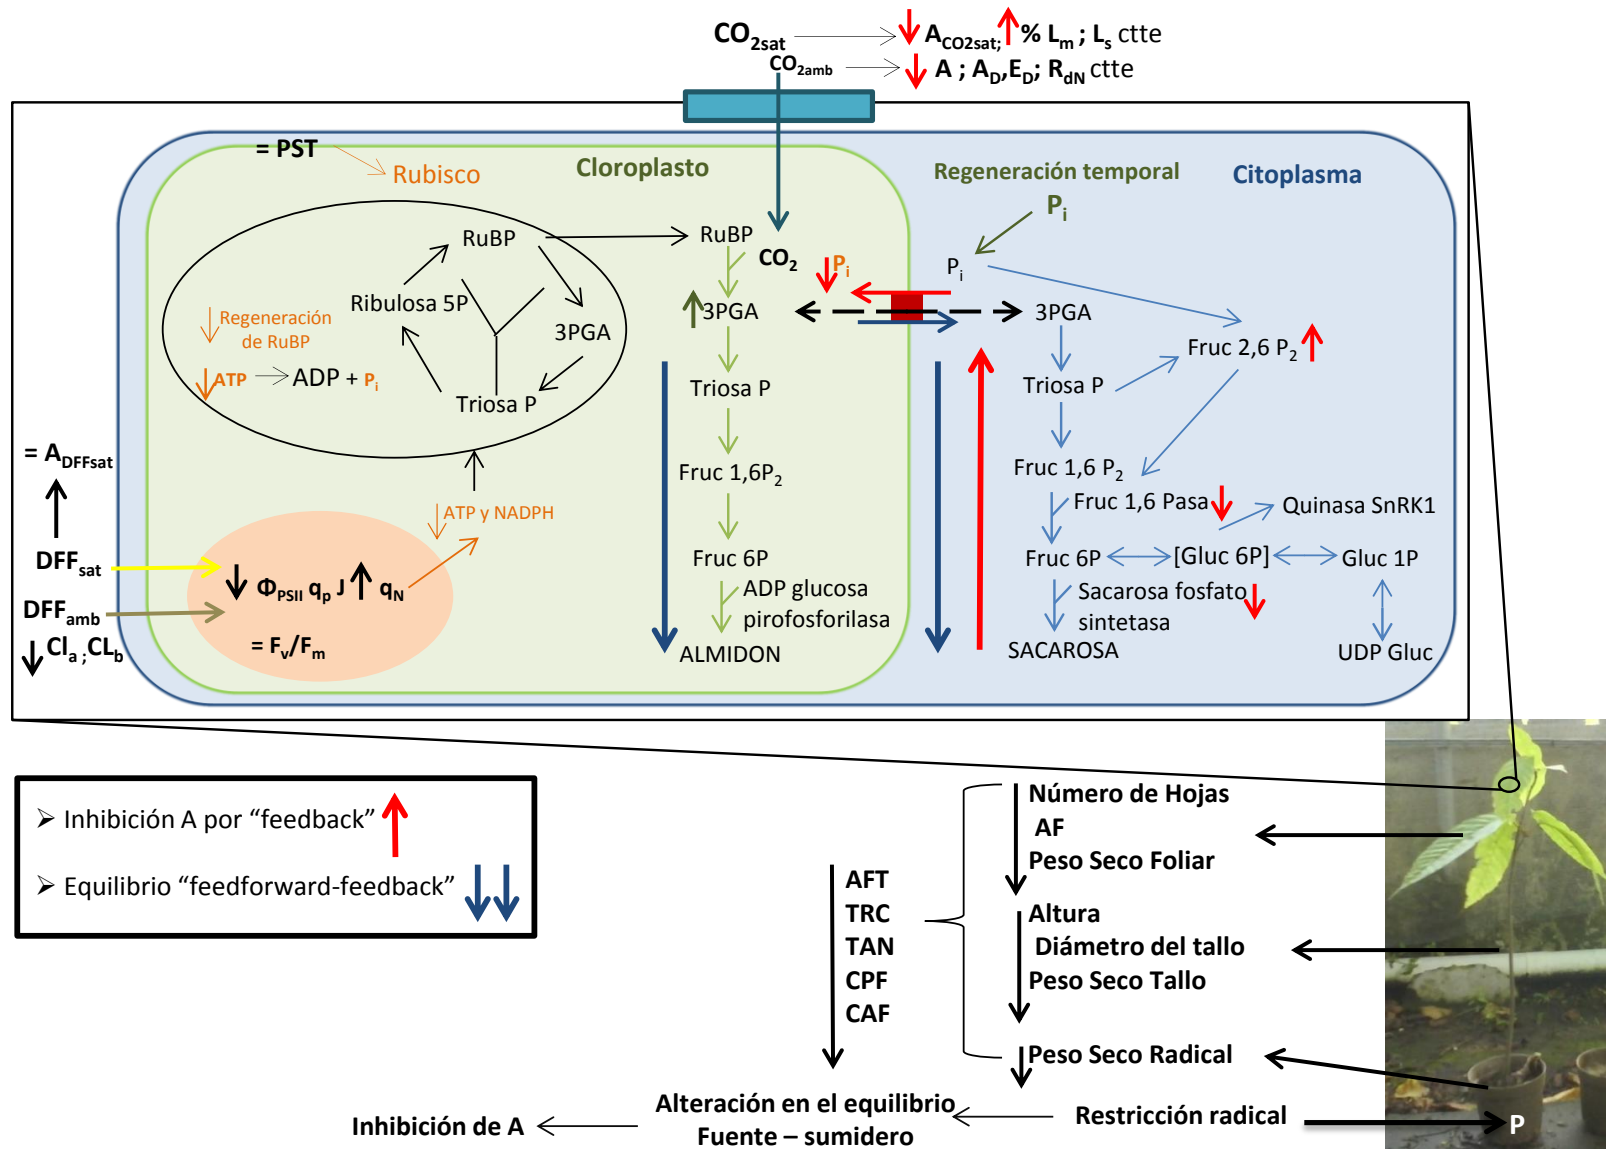 CO2sat
A CO2sat; % Lm ; Ls ctte
CO2amb
A ; AD,ED; RdN ctte
= PST
Rubisco
Cloroplasto
Regeneración temporal
Pi
Citoplasma
RuBP
Ribulosa 5P
3PGA
Triosa P
Regeneración
de RuBP
ATP
ADP + Pi
RuBP
CO2
3PGA
Triosa P
Fruc 1,6P2
Fruc 6P
ADP glucosa
pirofosforilasa
ALMIDON
Pi
Pi
3PGA
Triosa P
Fruc 2,6 P2
Fruc 1,6 P2
Fruc 1,6 Pasa
Quinasa SnRK1
Fruc 6P
[Gluc 6P]
Gluc 1P
Sacarosa fosfato
sintetasa
SACAROSA
UDP Gluc
= ADFFsat
DFFsat
DFFamb
Cla ;CLb
ATP y NADPH
ΦPSII qp J qN
= Fv/Fm
➢ Inhibición A por “feedback”
➢ Equilibrio “feedforward-feedback”
Número de Hojas
AF
Peso Seco Foliar
Altura
Diámetro del tallo
Peso Seco Tallo
Peso Seco Radical
AFT
TRC
TAN
CPF
CAF
Restricción radical
P
Alteración en el equilibrio
Fuente – sumidero
Inhibición de A